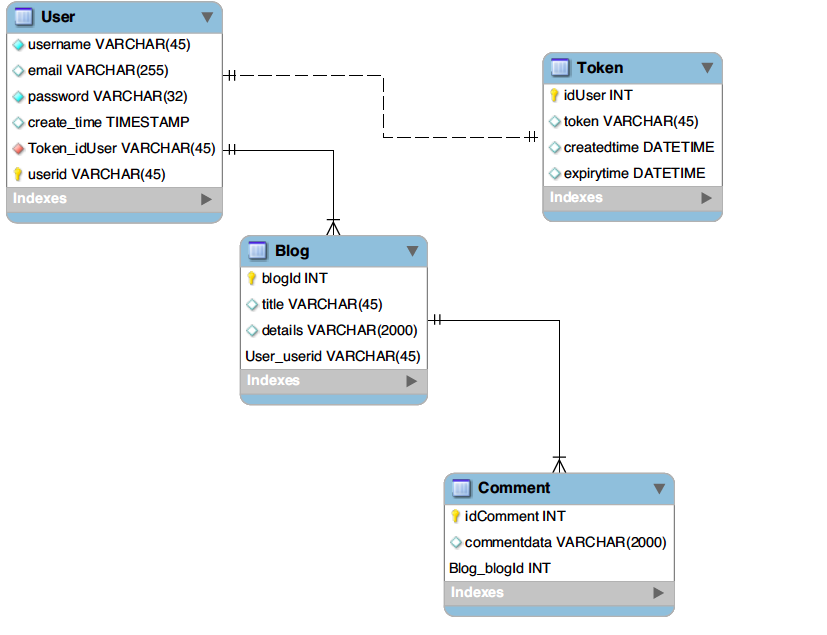 User
username VARCHAR(45)
email VARCHAR(255)
password VARCHAR(32)
create_time TIMESTAMP
Token_idUser VARCHAR(45)
userid VARCHAR(45)
Indexes
Token
idUser INT
token VARCHAR(45)
createdtime DATETIME
expirytime DATETIME
Indexes
Blog
blogId INT
title VARCHAR(45)
details VARCHAR(2000)
User_userid VARCHAR(45)
Indexes
Comment
idComment INT
commentdata VARCHAR(2000)
Blog_blogId INT
Indexes